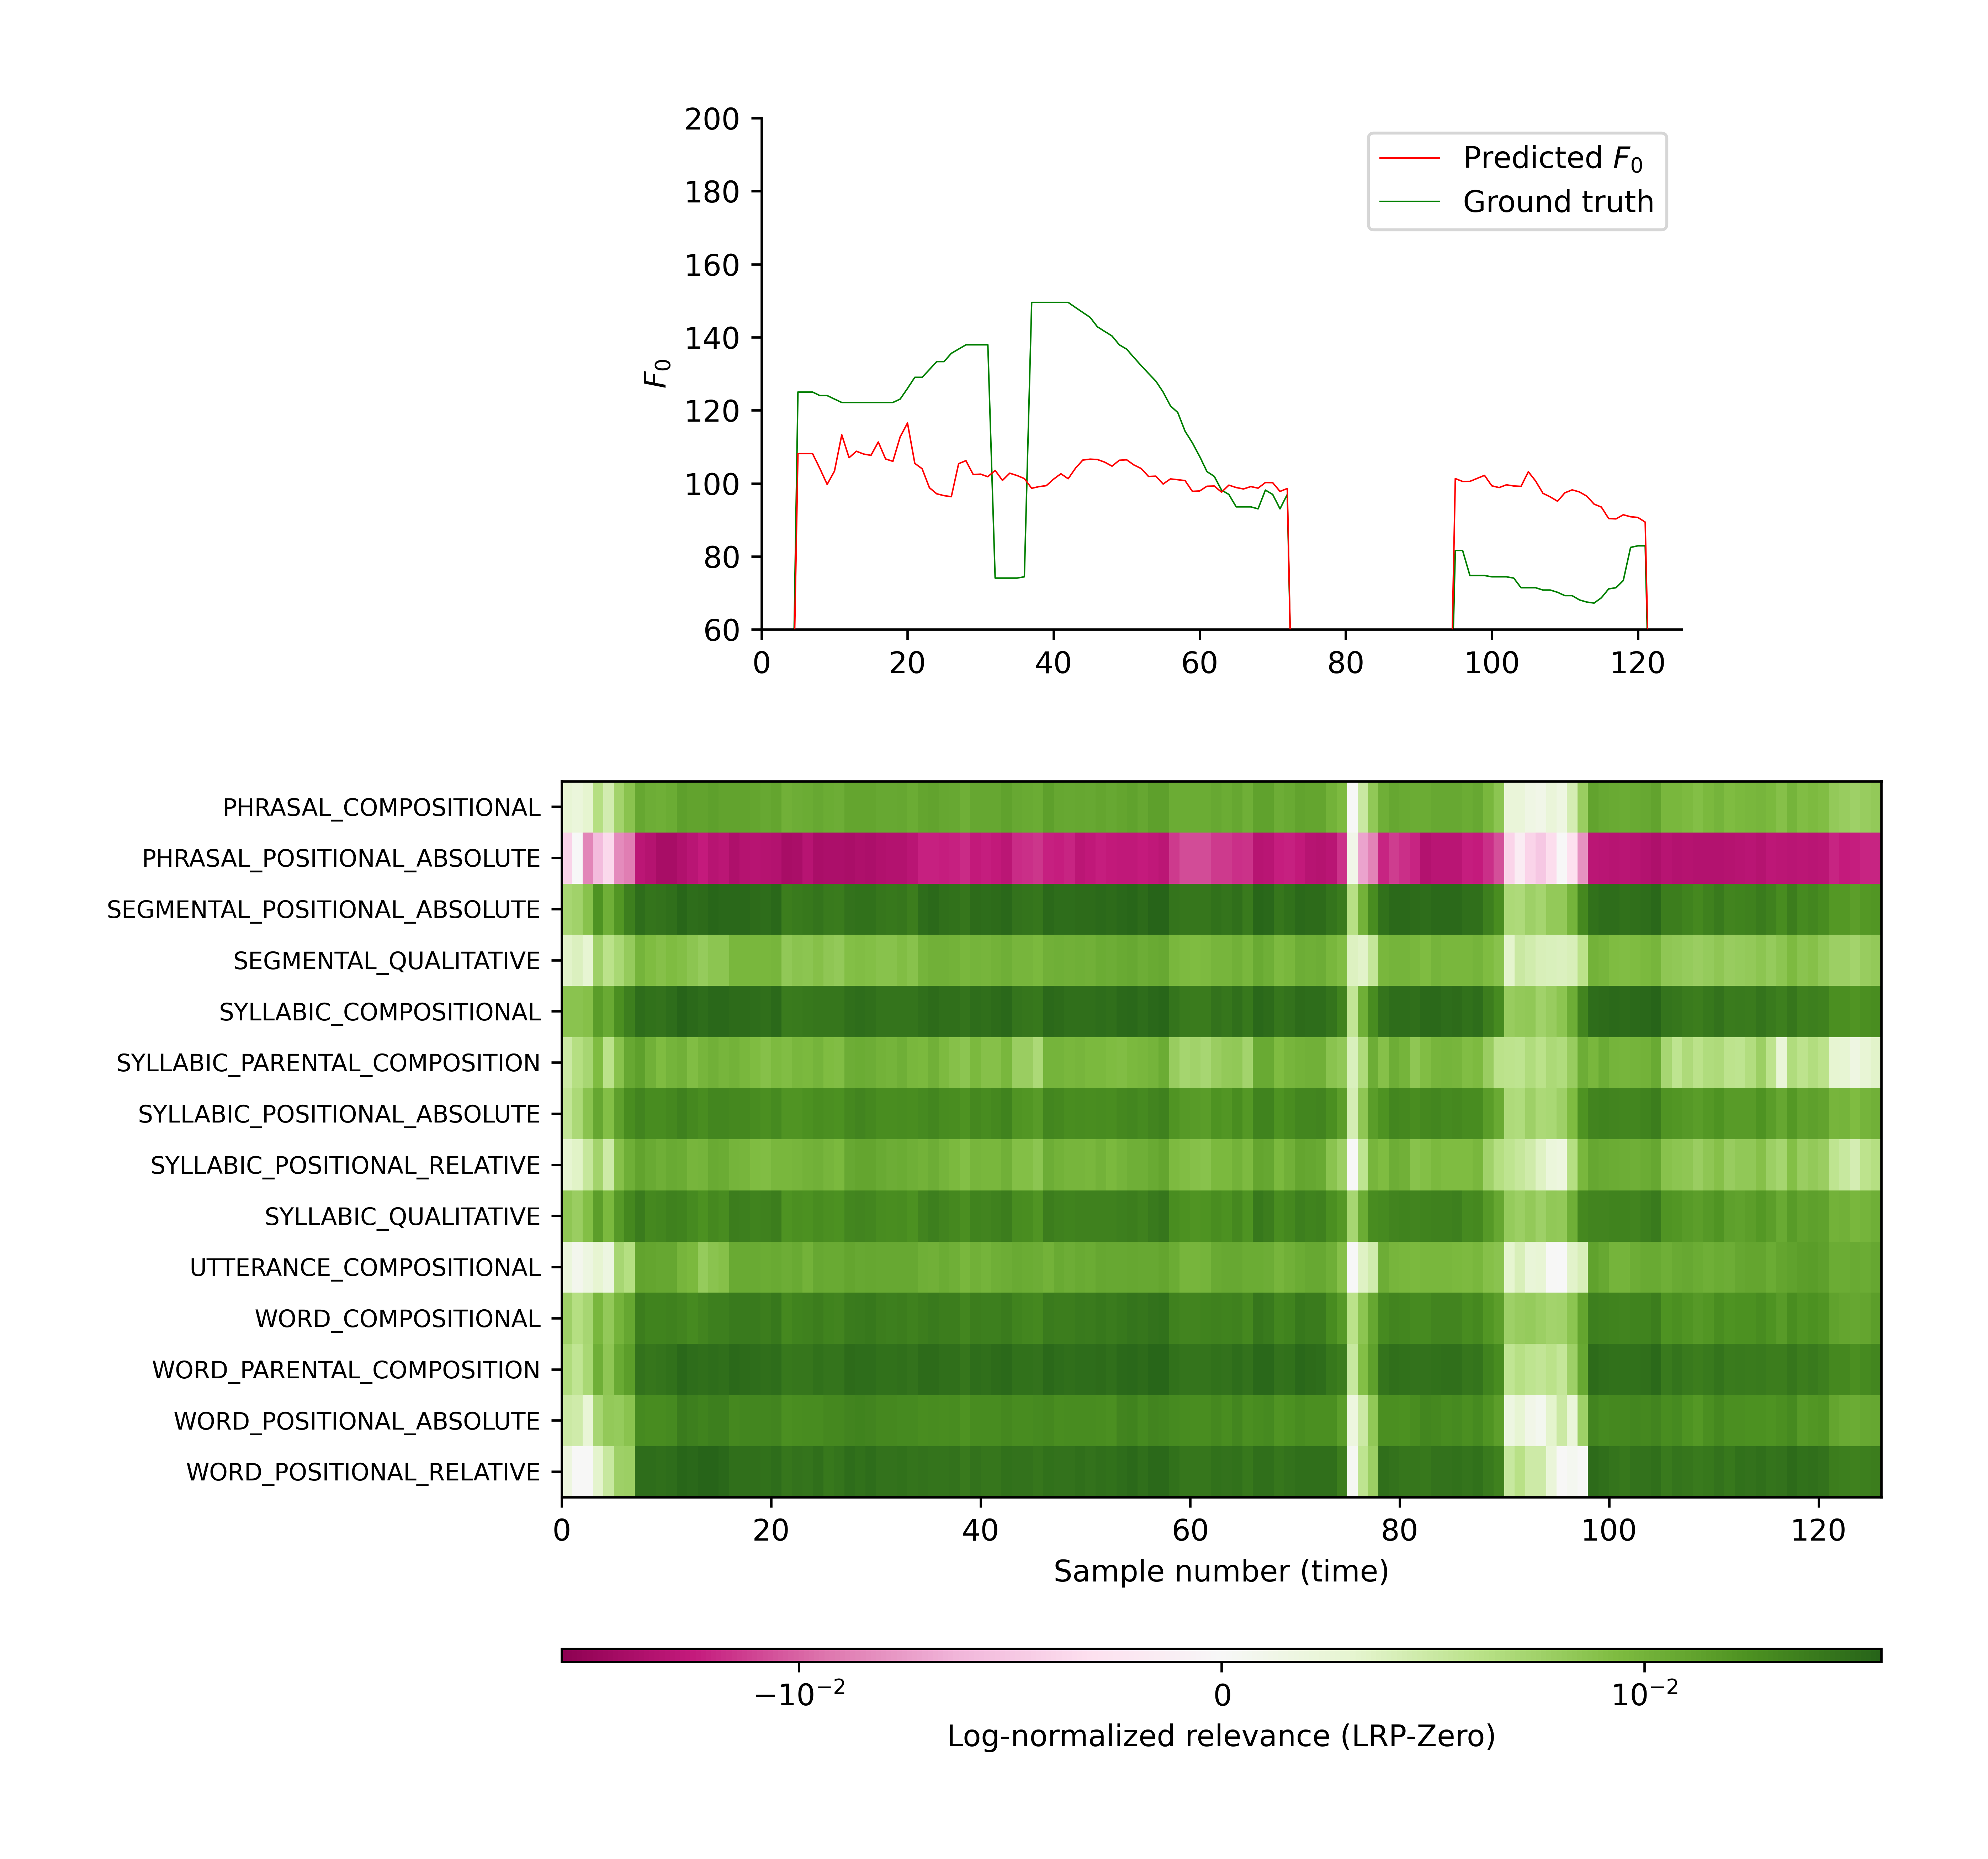 200
180
160
140
120
100
80
60
F0
Predicted F0
Ground truth
0 20 40 60 80 100 120
PHRASAL_COMPOSITIONAL
PHRASAL_POSITIONAL_ABSOLUTE
SEGMENTAL_POSITIONAL_ABSOLUTE
SEGMENTAL_QUALITATIVE
SYLLABIC_COMPOSITIONAL
SYLLABIC_PARENTAL_COMPOSITION
SYLLABIC_POSITIONAL_ABSOLUTE
SYLLABIC_POSITIONAL_RELATIVE
SYLLABIC_QUALITATIVE
UTTERANCE_COMPOSITIONAL
WORD_COMPOSITIONAL
WORD_PARENTAL_COMPOSITION
WORD_POSITIONAL_ABSOLUTE
WORD_POSITIONAL_RELATIVE
0 20 40 60 80 100 120
Sample number (time)
−10⁻² 0 10⁻²
Log-normalized relevance (LRP-Zero)